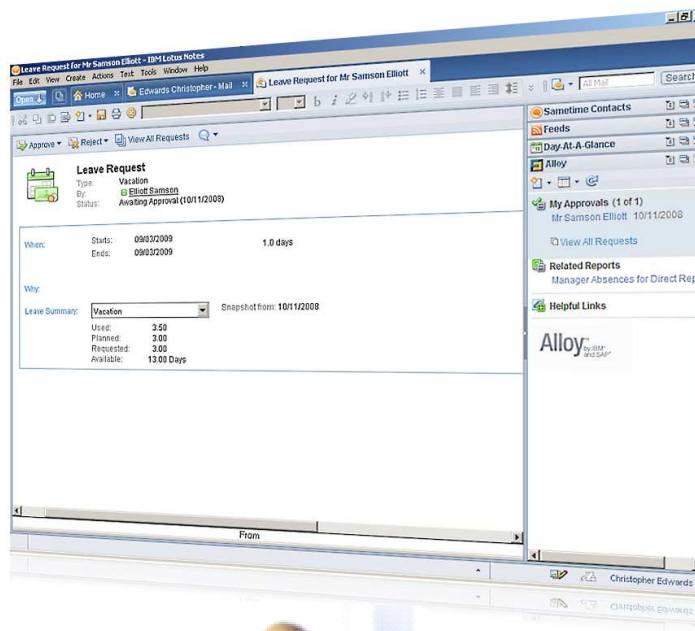 Leave Request for Mr Samson Elliott - IBM Lotus Notes
File Edit View Create Actions Text Tools Window Help
Open Home Edwards Christopher - Mail Leave Request for Mr Samson Elliott
All Mail Search
Approve Reject View All Requests
Leave Request
Type: Vacation
By: Elliott Samson
Status: Awaiting Approval (10/11/2008)
When: Starts: 09/03/2009 1.0 days
Ends: 09/03/2009
Why:
Leave Summary: Vacation Snapshot from: 10/11/2008
Used: 3.50
Planned: 3.00
Requested: 3.00
Available: 13.00 Days
From
Sametime Contacts
Feeds
Day-At-A-Glance
Alloy
My Approvals (1 of 1)
Mr Samson Elliott 10/11/2008
View All Requests
Related Reports
Manager Absences for Direct Rep
Helpful Links
Alloy by IBM and SAP
Christopher Edwards